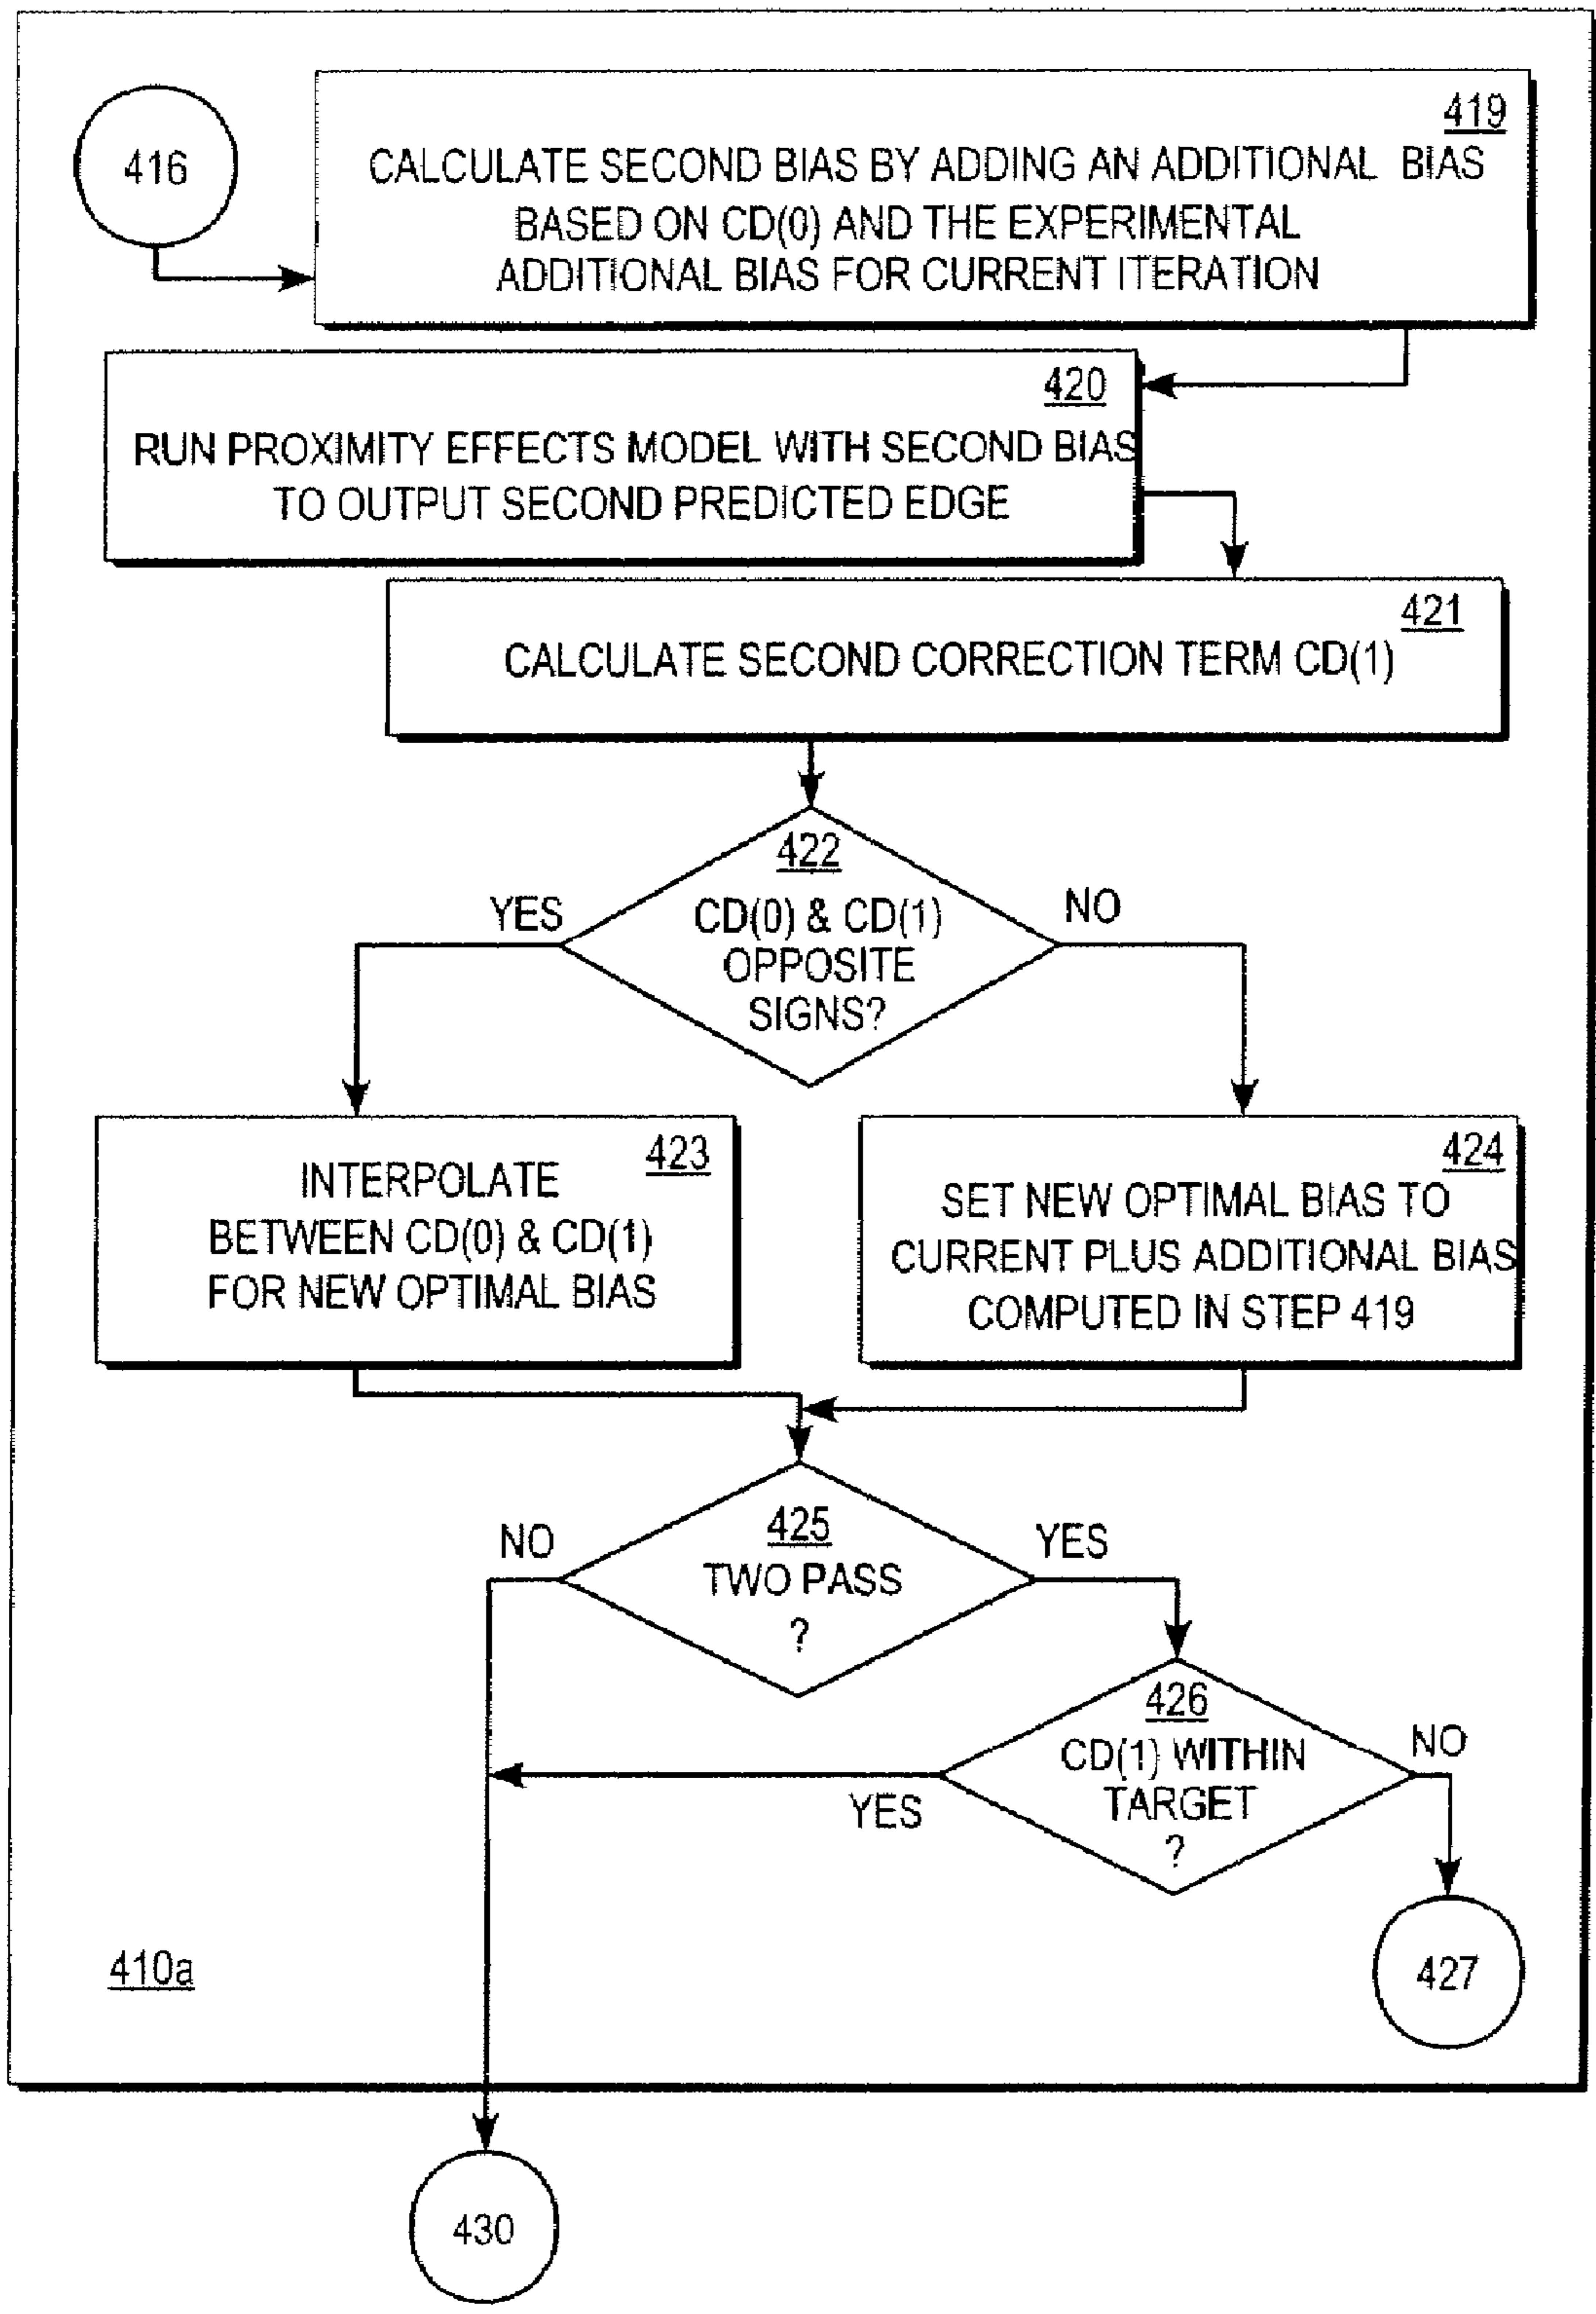 416
419
CALCULATE SECOND BIAS BY ADDING AN ADDITIONAL BIAS
BASED ON CD(0) AND THE EXPERIMENTAL
ADDITIONAL BIAS FOR CURRENT ITERATION
420
RUN PROXIMITY EFFECTS MODEL WITH SECOND BIAS
TO OUTPUT SECOND PREDICTED EDGE
421
CALCULATE SECOND CORRECTION TERM CD(1)
422
YES
NO
CD(0) & CD(1)
OPPOSITE
SIGNS?
423
INTERPOLATE
BETWEEN CD(0) & CD(1)
FOR NEW OPTIMAL BIAS
424
SET NEW OPTIMAL BIAS TO
CURRENT PLUS ADDITIONAL BIAS
COMPUTED IN STEP 419
425
NO
YES
TWO PASS
?
426
NO
CD(1) WITHIN
TARGET
?
YES
427
410a
430